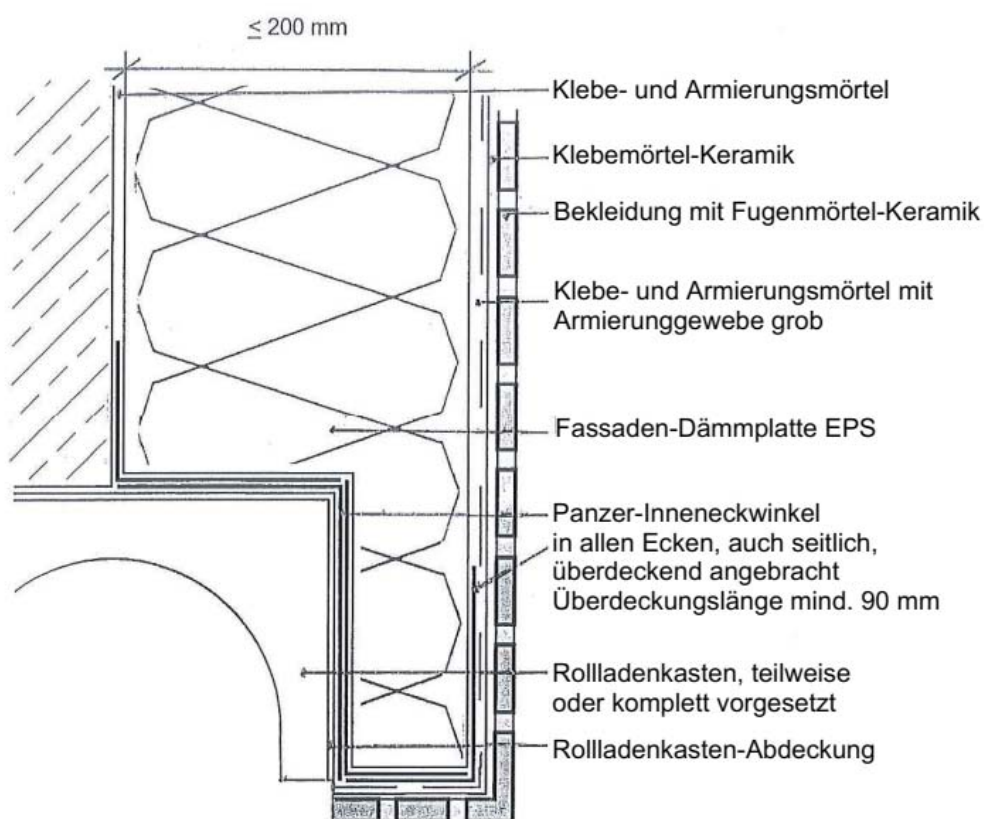 ≤ 200 mm
Klebe- und Armierungsmörtel
Klebemörtel-Keramik
Bekleidung mit Fugenmörtel-Keramik
Klebe- und Armierungsmörtel mit
Armierunggewebe grob
Fassaden-Dämmplatte EPS
Panzer-Inneneckwinkel
in allen Ecken, auch seitlich,
überdeckend angebracht
Überdeckungslänge mind. 90 mm
Rollladenkasten, teilweise
oder komplett vorgesetzt
Rollladenkasten-Abdeckung